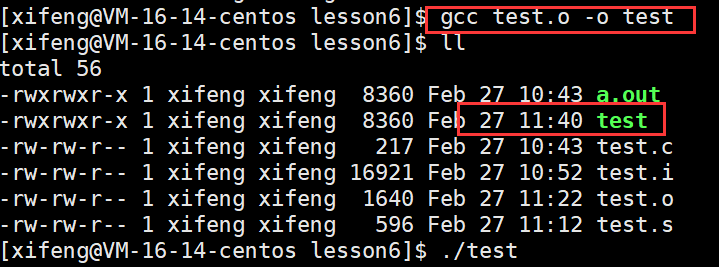 [xifeng@VM-16-14-centos lesson6]$ gcc test.o -o test
[xifeng@VM-16-14-centos lesson6]$ ll
total 56
-rwxrwxr-x 1 xifeng xifeng  8360 Feb 27 10:43 a.out
-rwxrwxr-x 1 xifeng xifeng  8360 Feb 27 11:40 test
-rw-rw-r-- 1 xifeng xifeng   217 Feb 27 10:43 test.c
-rw-rw-r-- 1 xifeng xifeng 16921 Feb 27 10:52 test.i
-rw-rw-r-- 1 xifeng xifeng  1640 Feb 27 11:22 test.o
-rw-rw-r-- 1 xifeng xifeng   596 Feb 27 11:12 test.s
[xifeng@VM-16-14-centos lesson6]$ ./test